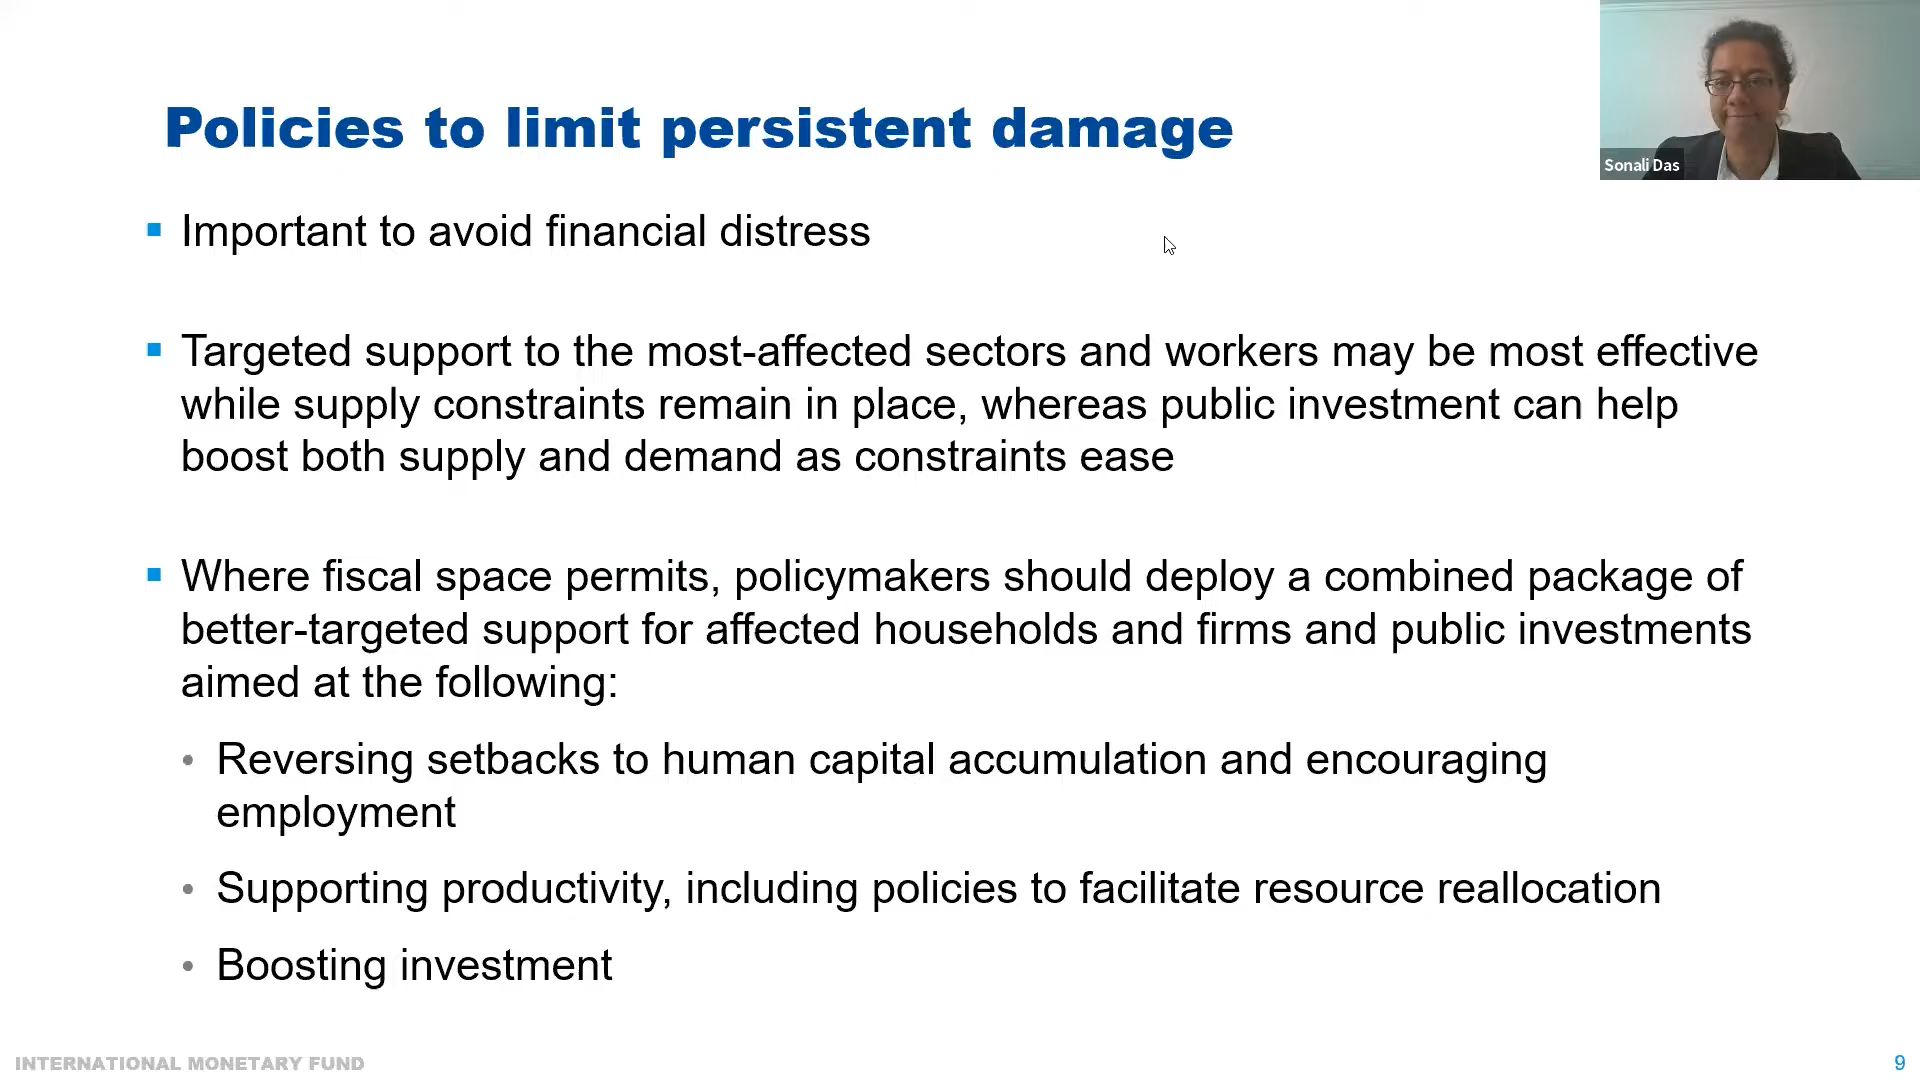 Policies to limit persistent damage
Sonali Das
Important to avoid financial distress
Targeted support to the most-affected sectors and workers may be most effective
while supply constraints remain in place, whereas public investment can help
boost both supply and demand as constraints ease
Where fiscal space permits, policymakers should deploy a combined package of
better-targeted support for affected households and firms and public investments
aimed at the following:
Reversing setbacks to human capital accumulation and encouraging
employment
Supporting productivity, including policies to facilitate resource reallocation
Boosting investment
INTERNATIONAL MONETARY FUND
9